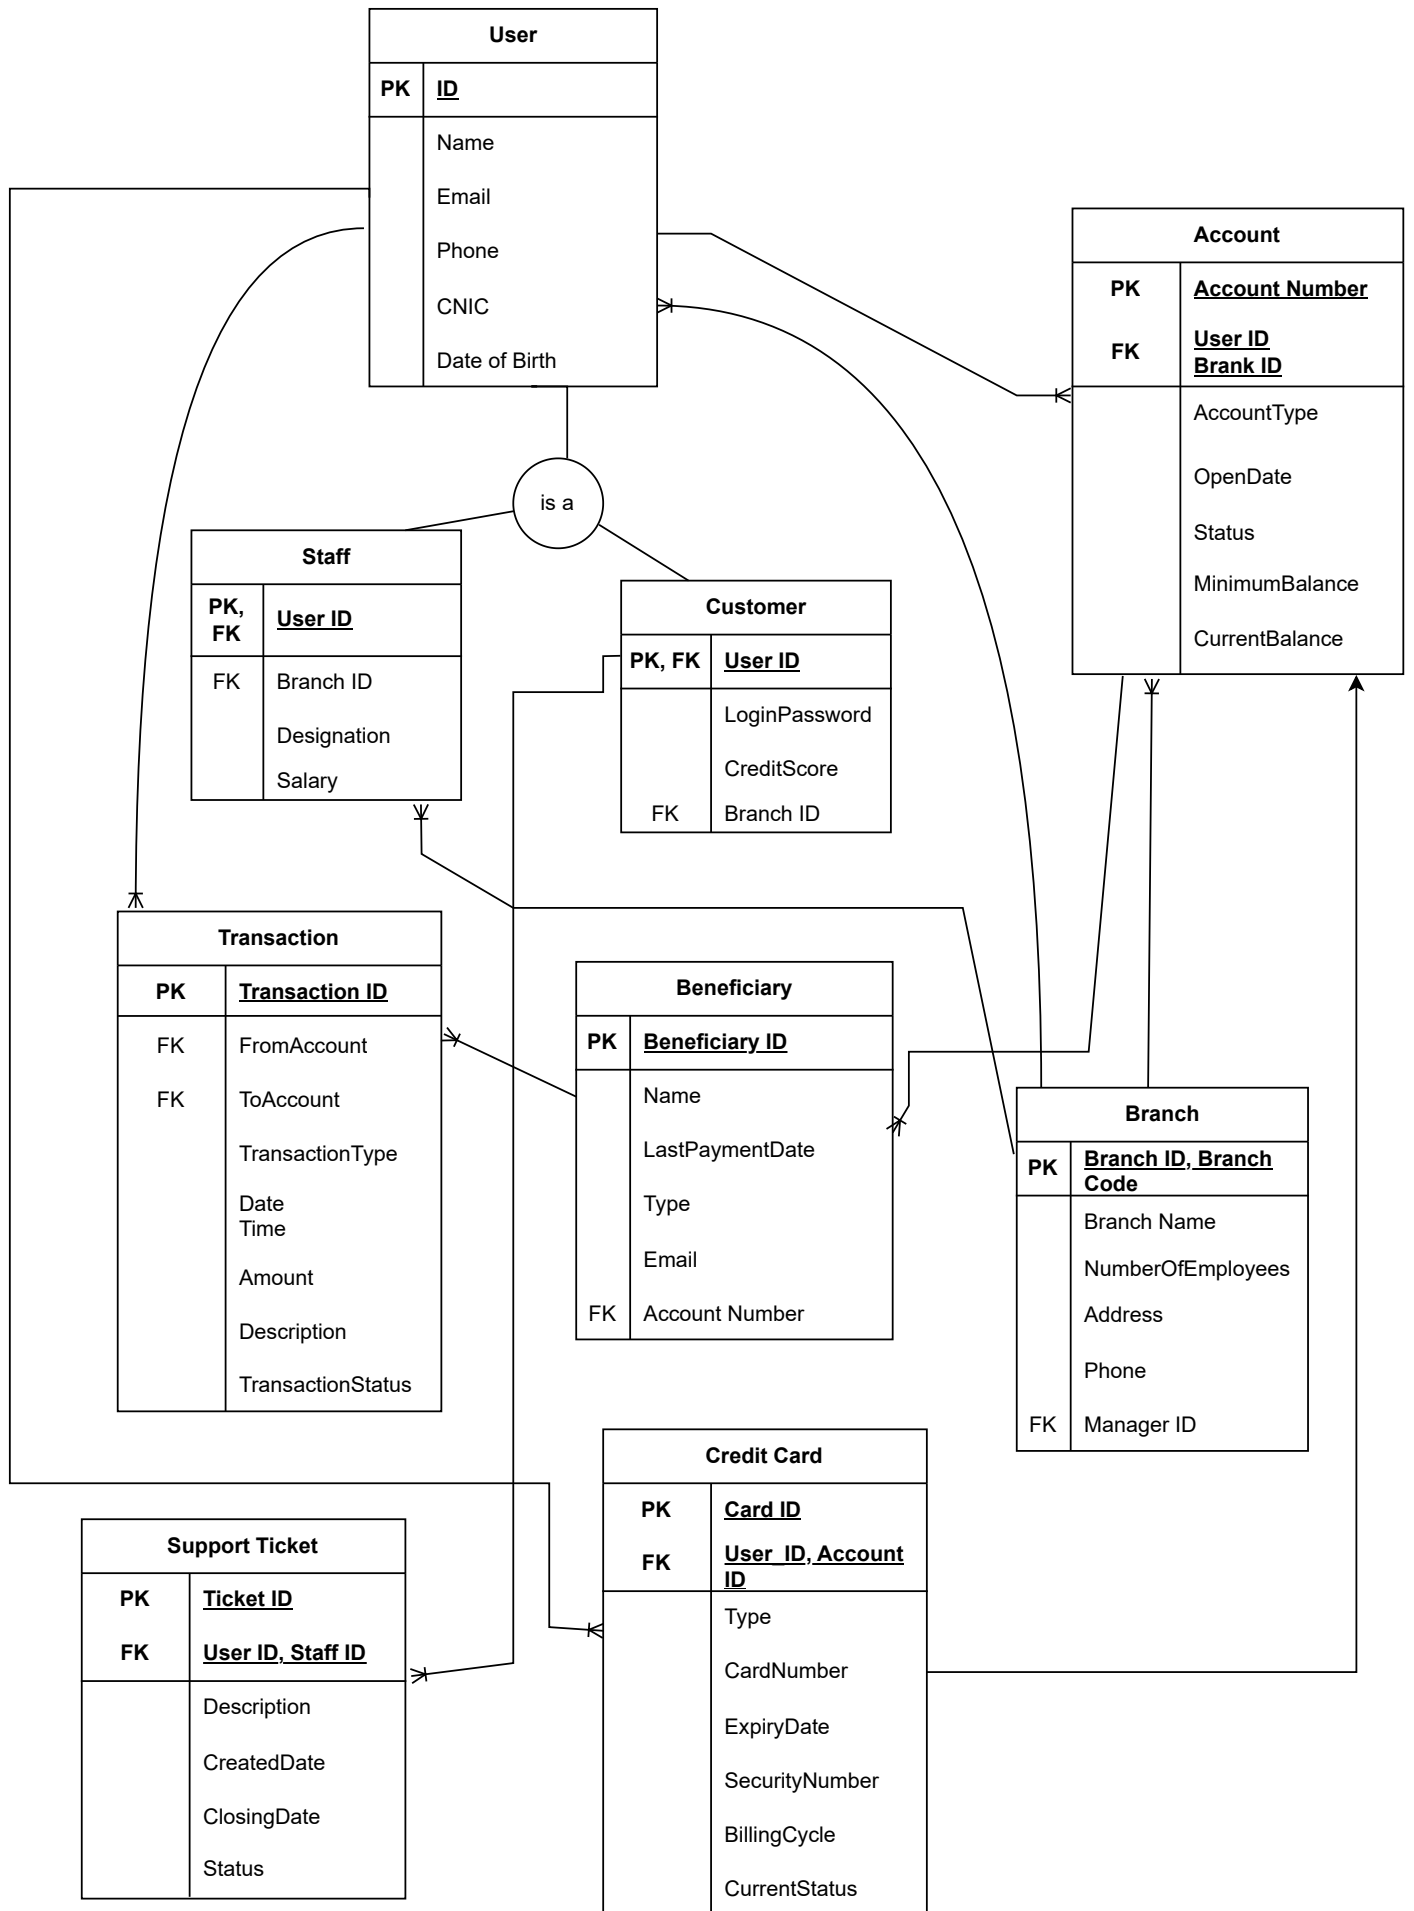 User
PK ID
Name
Email
Phone
CNIC
Date of Birth
Account
PK Account Number
FK User ID
Brank ID
AccountType
OpenDate
Status
MinimumBalance
CurrentBalance
is a
Staff
PK,
FK User ID
FK Branch ID
Designation
Salary
Customer
PK, FK User ID
LoginPassword
CreditScore
FK Branch ID
Transaction
PK Transaction ID
FK FromAccount
FK ToAccount
TransactionType
Date
Time
Amount
Description
TransactionStatus
Beneficiary
PK Beneficiary ID
Name
LastPaymentDate
Type
Email
FK Account Number
Branch
PK Branch ID, Branch
Code
Branch Name
NumberOfEmployees
Address
Phone
FK Manager ID
Credit Card
PK Card ID
FK User_ID, Account
ID
Type
CardNumber
ExpiryDate
SecurityNumber
BillingCycle
CurrentStatus
Support Ticket
PK Ticket ID
FK User ID, Staff ID
Description
CreatedDate
ClosingDate
Status